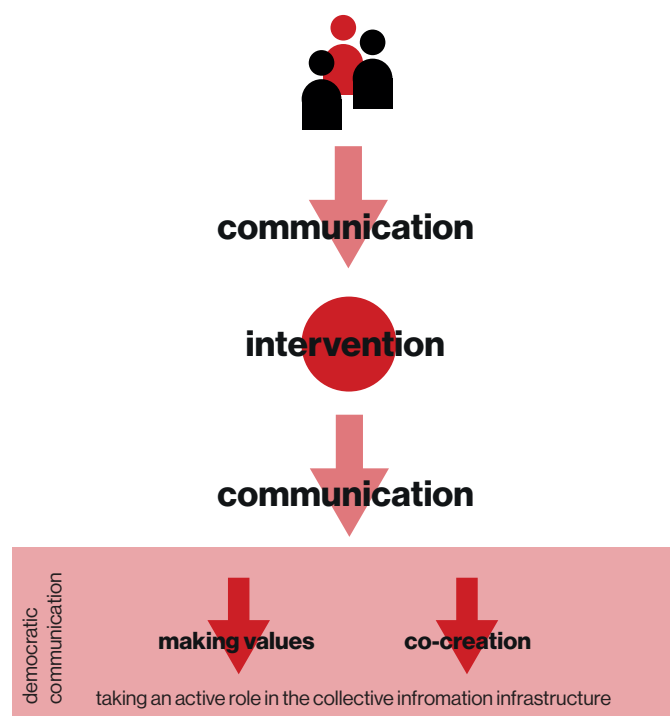 communication
intervention
communication
democratic
communication
making values
co-creation
taking an active role in the collective infromation infrastructure